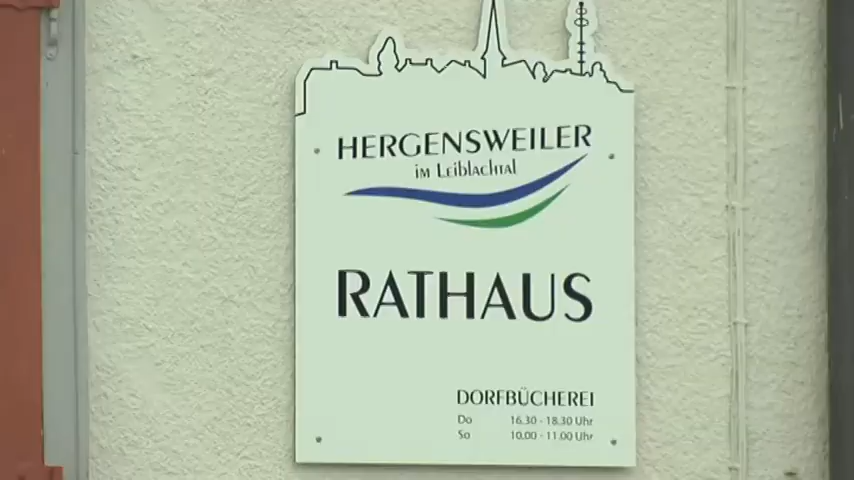 HERGENSWEILER
IM LEIBLACHTAL
RATHAUS
DORFBÜCHEREI
Do 16.30 - 18.30 Uhr
So 10.00 - 11.00 Uhr